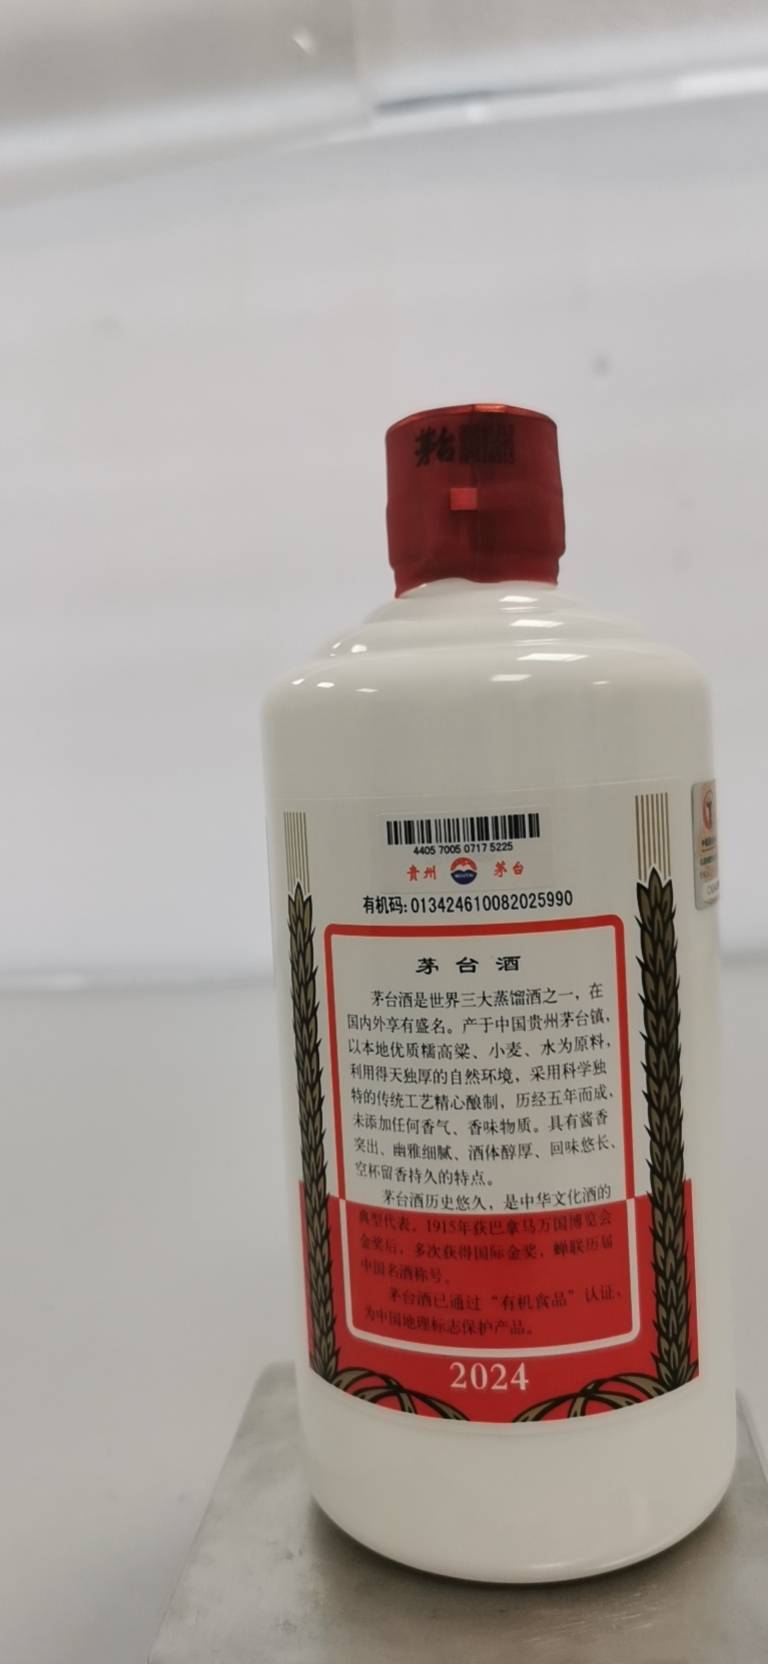 茅台
4405 7005 0717 5225
贵州 MOUTAI 茅台
有机码:013424610082025990
茅台酒
茅台酒是世界三大蒸馏酒之一，在
国内外享有盛名。产于中国贵州茅台镇，
以本地优质糯高粱、小麦、水为原料，
利用得天独厚的自然环境，采用科学独
特的传统工艺精心酿制，历经五年而成，
未添加任何香气、香味物质。具有酱香
突出、幽雅细腻、酒体醇厚、回味悠长、
空杯留香持久的特点。
茅台酒历史悠久，是中华文化酒的
典型代表。1915年获巴拿马万国博览会
金奖后，多次获得国际金奖，蝉联历届
中国名酒称号。
茅台酒已通过“有机食品”认证，
为中国地理标志保护产品。
2024